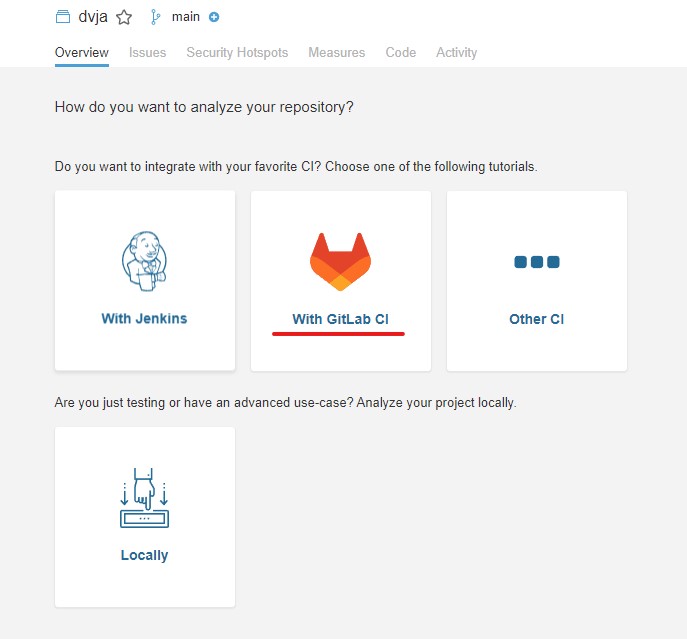 dvja main
Overview Issues Security Hotspots Measures Code Activity
How do you want to analyze your repository?
Do you want to integrate with your favorite CI? Choose one of the following tutorials.
With Jenkins With GitLab CI Other CI
Are you just testing or have an advanced use-case? Analyze your project locally.
Locally